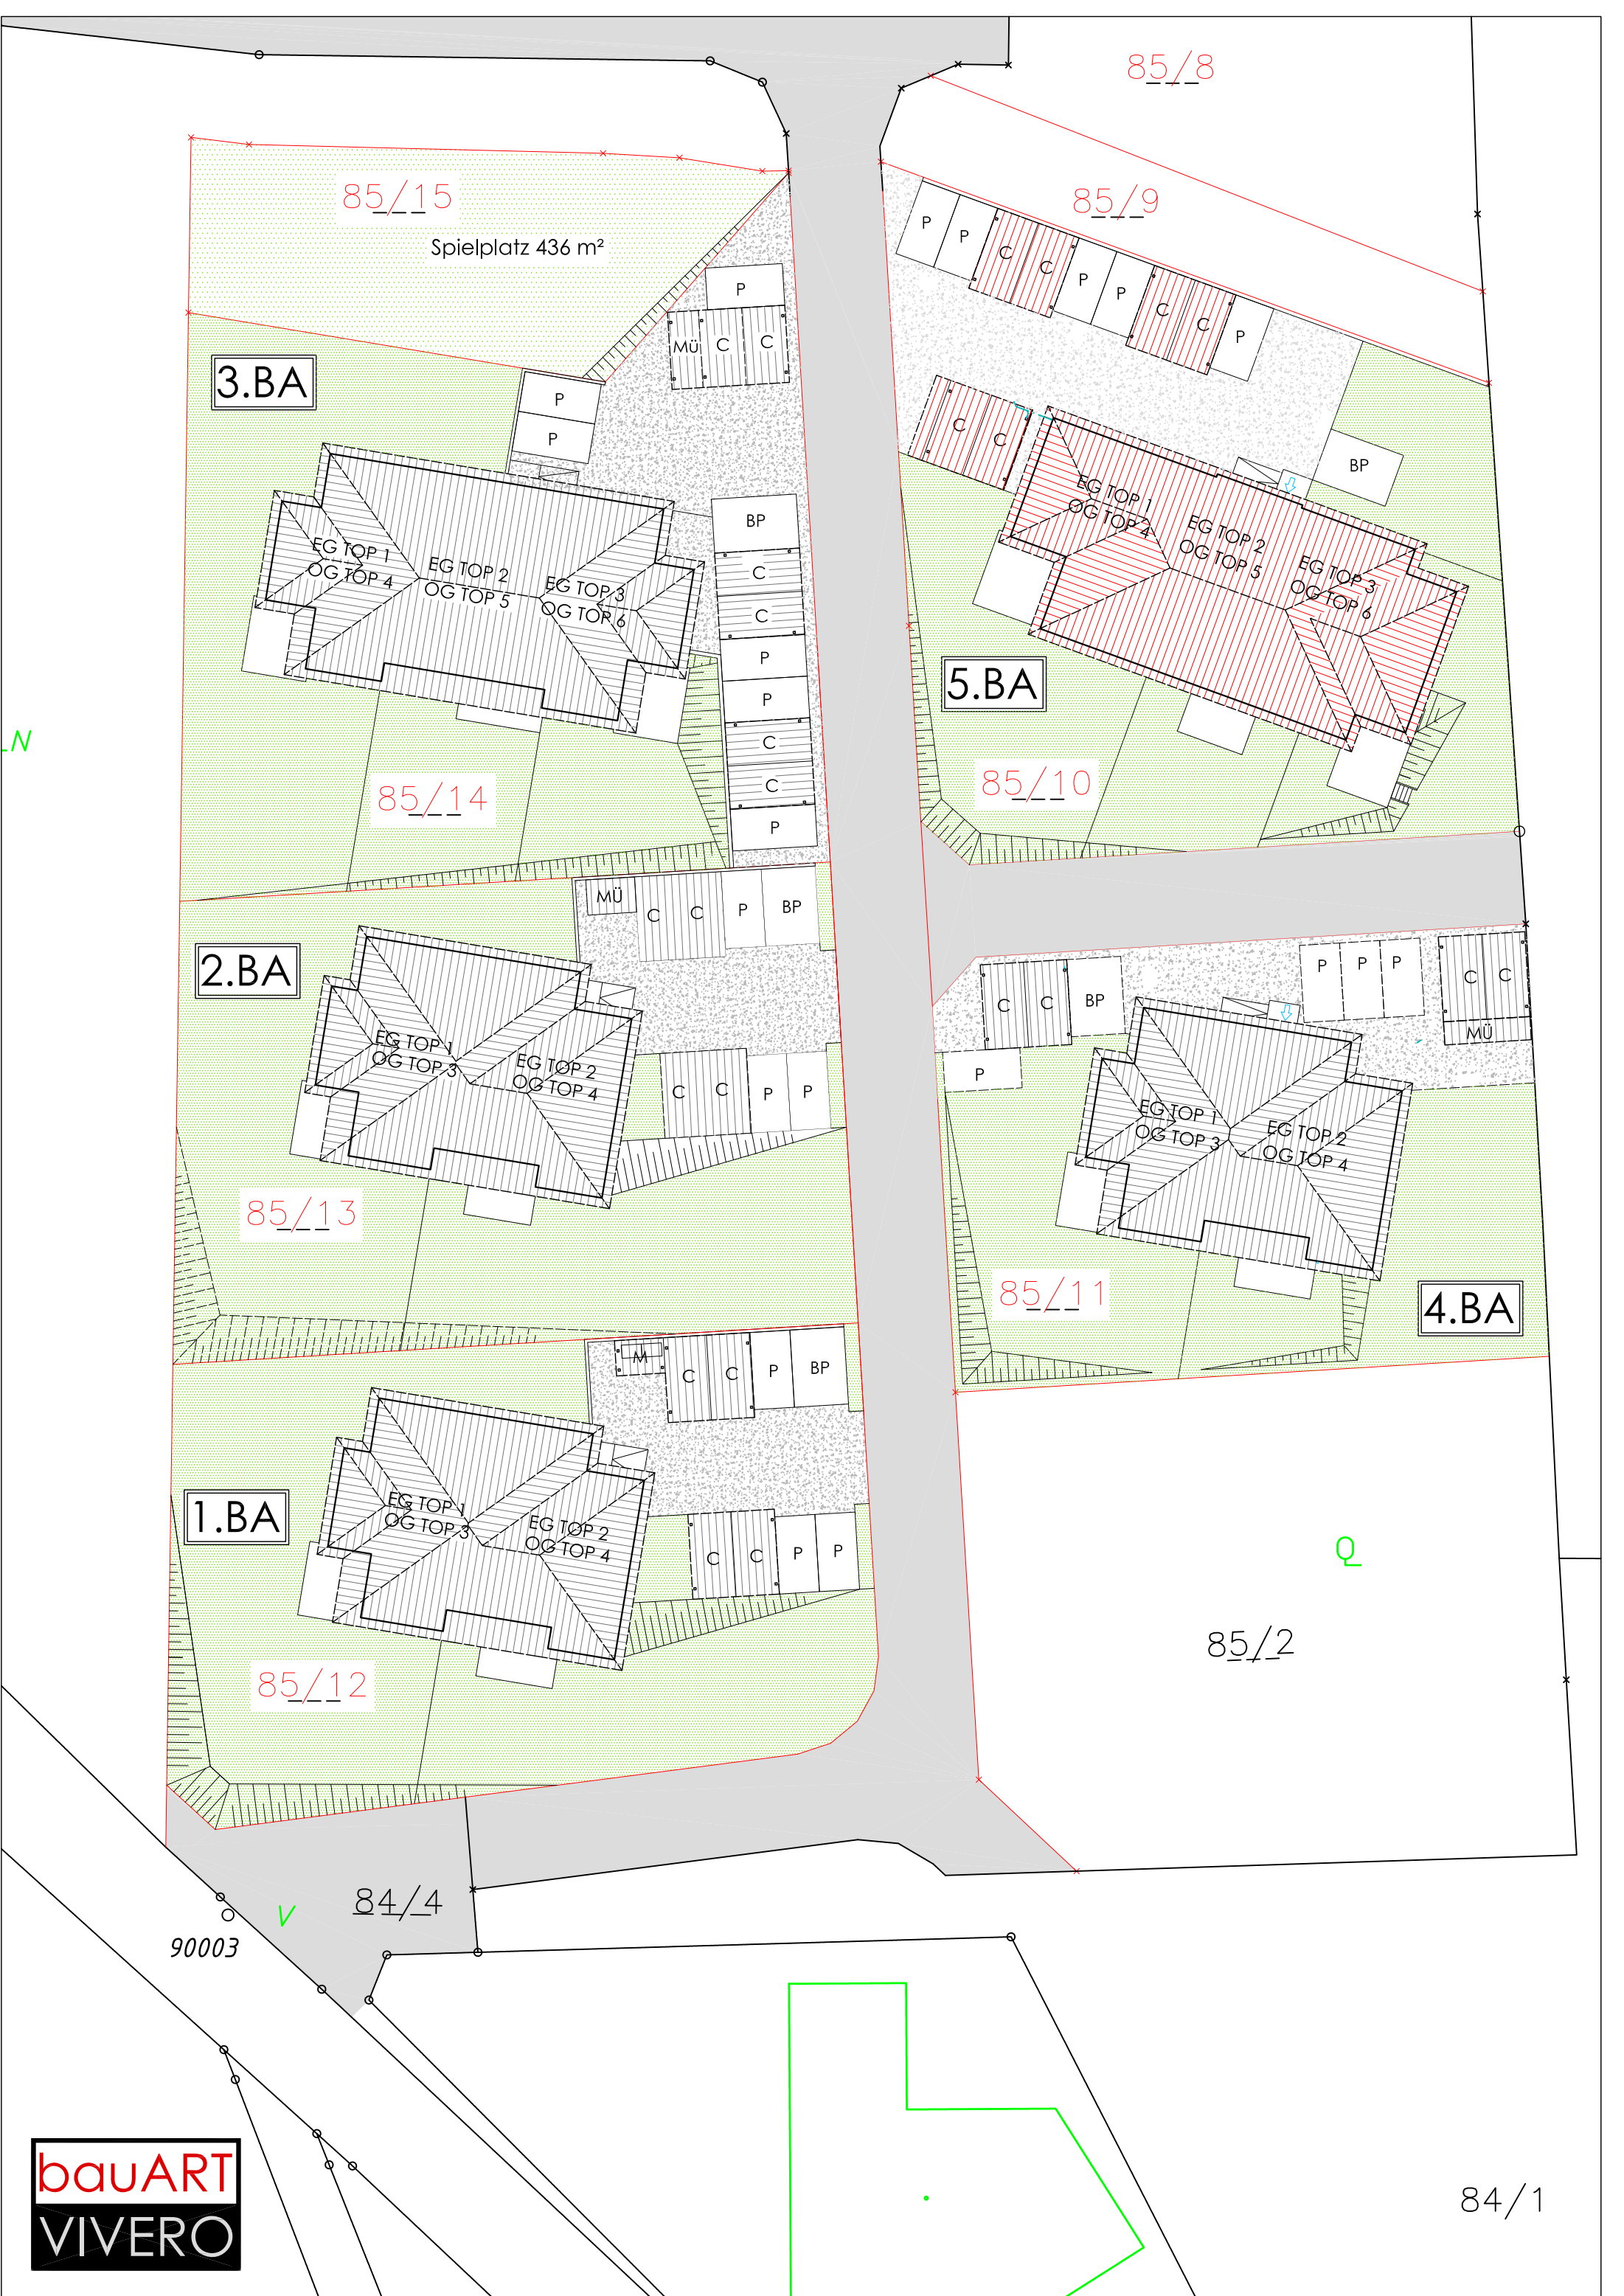 85/8
85/9
85/15
Spielplatz 436 m²
P
P
C
C
P
P
C
C
P
P
MÜ
C
C
3.BA
P
P
C
C
BP
EG TOP 1
OG TOP 4
EG TOP 2
OG TOP 5
EG TOP 3
OG TOP 6
BP
C
C
P
P
C
C
P
EG TOP 1
OG TOP 4
EG TOP 2
OG TOP 5
EG TOP 3
OG TOP 6
5.BA
LN
85/14
85/10
2.BA
MÜ
C
C
P
BP
EG TOP 1
OG TOP 3
EG TOP 2
OG TOP 4
C
C
P
P
C
C
BP
P
P
P
C
C
MÜ
P
EG TOP 1
OG TOP 3
EG TOP 2
OG TOP 4
85/13
85/11
4.BA
M
C
C
P
BP
1.BA
EG TOP 1
OG TOP 3
EG TOP 2
OG TOP 4
C
C
P
P
Q
85/2
85/12
84/4
V
90003
84/1
bauART
VIVERO